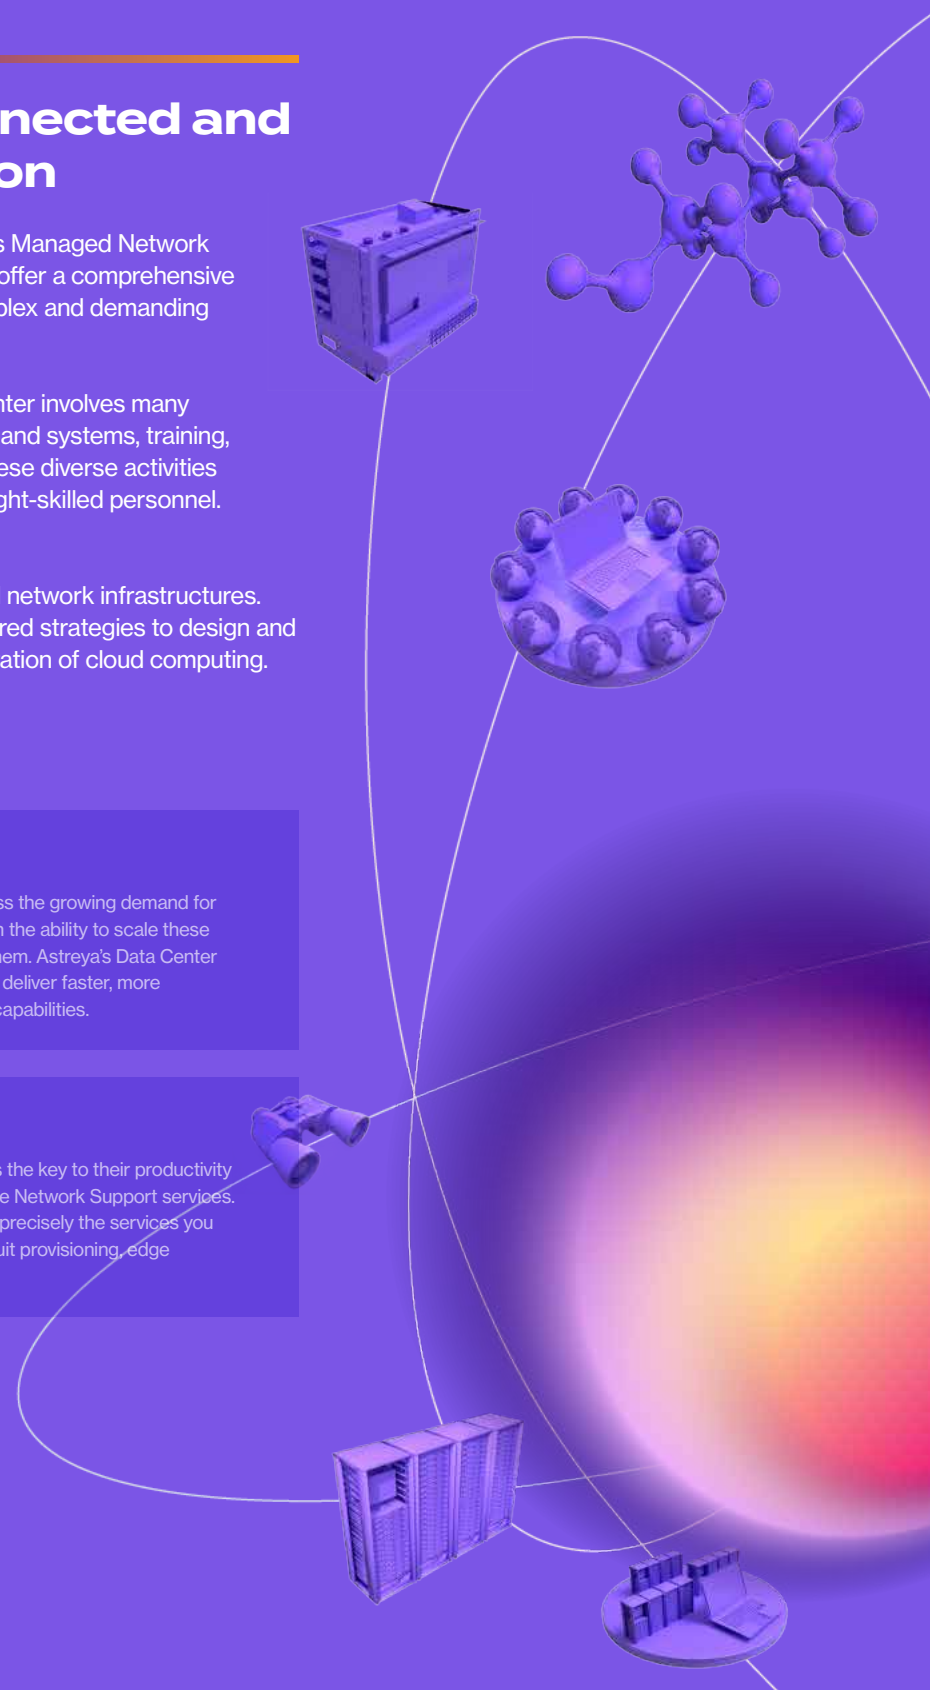 nnected and
on
s Managed Network
offer a comprehensive
plex and demanding
nter involves many
and systems, training,
ese diverse activities
ght-skilled personnel.
l network infrastructures.
red strategies to design and
ation of cloud computing.
ss the growing demand for
n the ability to scale these
hem. Astreya’s Data Center
deliver faster, more
capabilities.
s the key to their productivity
e Network Support services.
precisely the services you
uit provisioning, edge